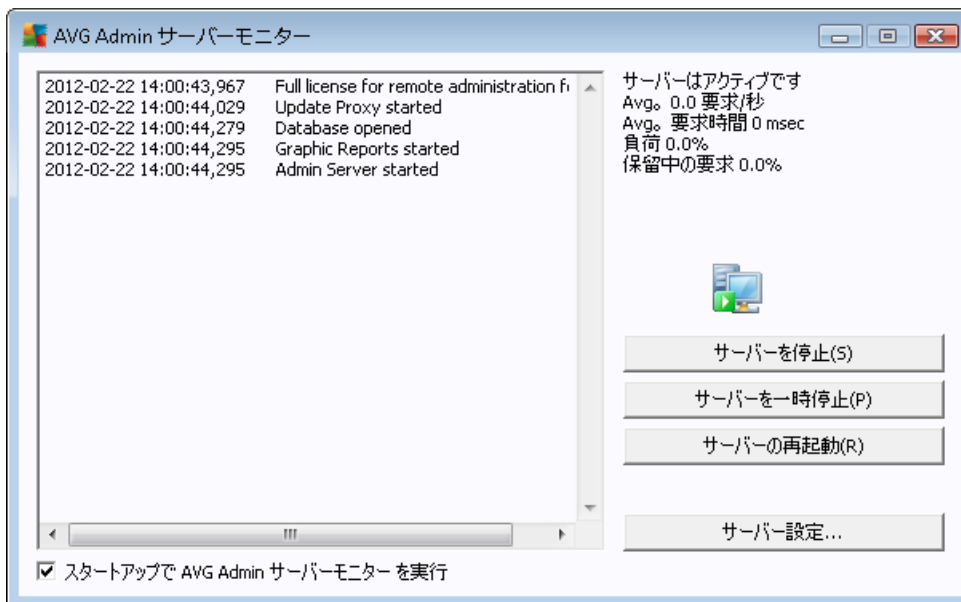 AVG Admin サーバーモニター
2012-02-22 14:00:43,967 Full license for remote administration
2012-02-22 14:00:44,029 Update Proxy started
2012-02-22 14:00:44,279 Database opened
2012-02-22 14:00:44,295 Graphic Reports started
2012-02-22 14:00:44,295 Admin Server started
サーバーはアクティブです
Avg。0.0 要求/秒
Avg。要求時間 0 msec
負荷 0.0%
保留中の要求 0.0%
サーバーを停止(S)
サーバーを一時停止(P)
サーバーの再起動(R)
サーバー設定...
スタートアップで AVG Admin サーバーモニター を実行